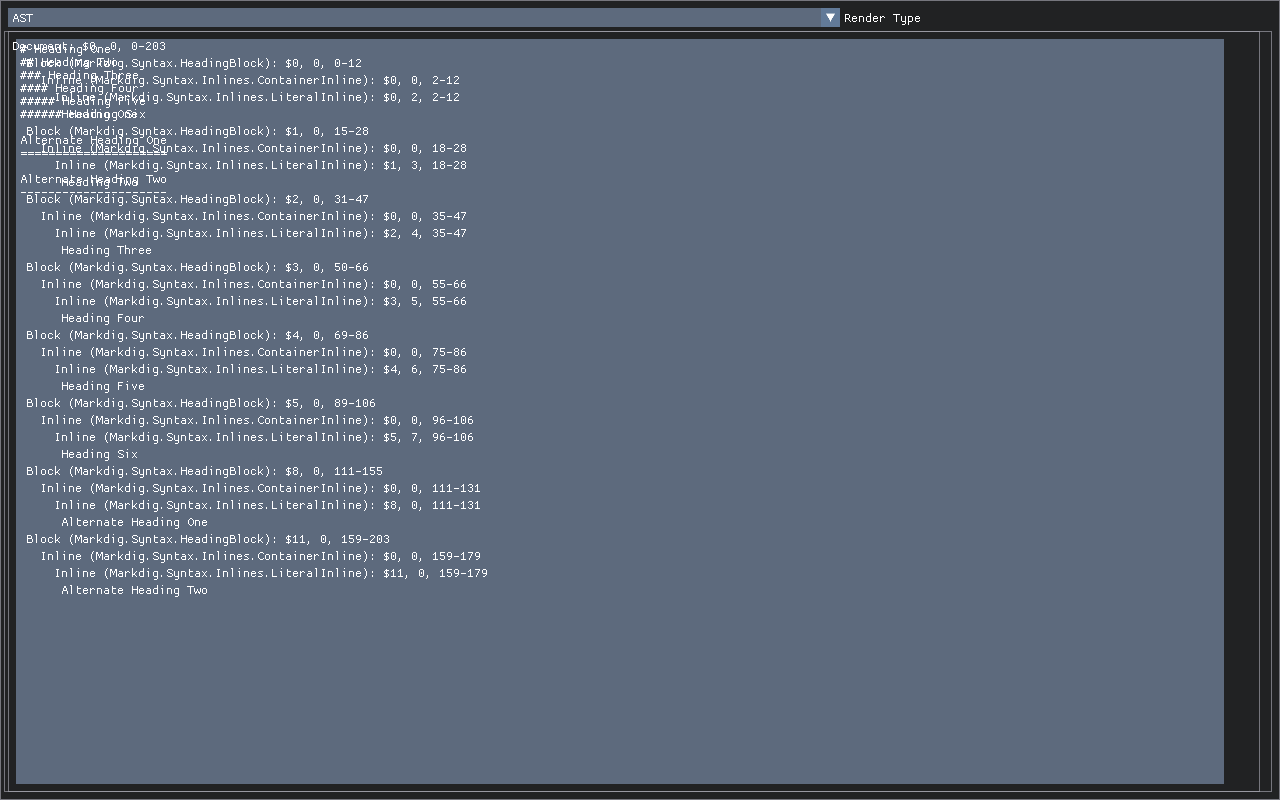 AST
Render Type
Document: $0, 0, 0-203
# Heading One
Block (Markdig.Syntax.HeadingBlock): $0, 0, 0-12
## Heading Two
### Heading Three
Inline (Markdig.Syntax.Inlines.ContainerInline): $0, 0, 2-12
#### Heading Four
Inline (Markdig.Syntax.Inlines.LiteralInline): $0, 2, 2-12
##### Heading Five
Heading One
###### Heading Six
Block (Markdig.Syntax.HeadingBlock): $1, 0, 15-28
Alternate Heading One
Inline (Markdig.Syntax.Inlines.ContainerInline): $0, 0, 18-28
=====================
Inline (Markdig.Syntax.Inlines.LiteralInline): $1, 3, 18-28
Alternate Heading Two
Heading Two
---------------------
Block (Markdig.Syntax.HeadingBlock): $2, 0, 31-47
Inline (Markdig.Syntax.Inlines.ContainerInline): $0, 0, 35-47
Inline (Markdig.Syntax.Inlines.LiteralInline): $2, 4, 35-47
Heading Three
Block (Markdig.Syntax.HeadingBlock): $3, 0, 50-66
Inline (Markdig.Syntax.Inlines.ContainerInline): $0, 0, 55-66
Inline (Markdig.Syntax.Inlines.LiteralInline): $3, 5, 55-66
Heading Four
Block (Markdig.Syntax.HeadingBlock): $4, 0, 69-86
Inline (Markdig.Syntax.Inlines.ContainerInline): $0, 0, 75-86
Inline (Markdig.Syntax.Inlines.LiteralInline): $4, 6, 75-86
Heading Five
Block (Markdig.Syntax.HeadingBlock): $5, 0, 89-106
Inline (Markdig.Syntax.Inlines.ContainerInline): $0, 0, 96-106
Inline (Markdig.Syntax.Inlines.LiteralInline): $5, 7, 96-106
Heading Six
Block (Markdig.Syntax.HeadingBlock): $8, 0, 111-155
Inline (Markdig.Syntax.Inlines.ContainerInline): $0, 0, 111-131
Inline (Markdig.Syntax.Inlines.LiteralInline): $8, 0, 111-131
Alternate Heading One
Block (Markdig.Syntax.HeadingBlock): $11, 0, 159-203
Inline (Markdig.Syntax.Inlines.ContainerInline): $0, 0, 159-179
Inline (Markdig.Syntax.Inlines.LiteralInline): $11, 0, 159-179
Alternate Heading Two